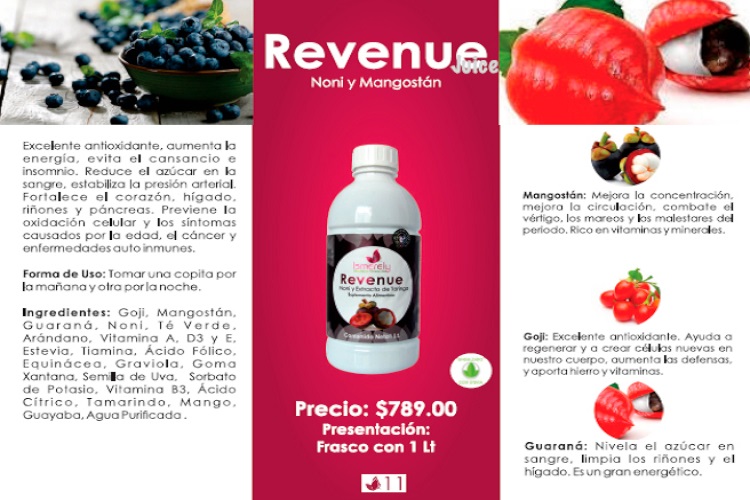 Revenue
Juice
Noni y Mangostán
Excelente antioxidante, aumenta la
energía, evita el cansancio e
insomnio. Reduce el azúcar en la
sangre, estabiliza la presión arterial.
Fortalece el corazón, hígado,
riñones y páncreas. Previene la
oxidación celular y los síntomas
causados por la edad, el cáncer y
enfermedades auto inmunes.
Forma de Uso: Tomar una copita por
la mañana y otra por la noche.
Ingredientes: Goji, Mangostán,
Guaraná, Noni, Té Verde,
Arándano, Vitamina A, D3 y E,
Estevia, Tiamina, Ácido Fólico,
Equinácea, Graviola, Goma
Xantana, Semilla de Uva, Sorbato
de Potasio, Vitamina B3, Ácido
Cítrico, Tamarindo, Mango,
Guayaba, Agua Purificada .
Revenue
Noni y Extracto de Toronja
Suplemento Alimenticio
Contenido Neto: 1 L
Precio: $789.00
Presentación:
Frasco con 1 Lt
11
Mangostán: Mejora la concentración,
mejora la circulación, combate el
vértigo, los mareos y los malestares del
periodo. Rico en vitaminas y minerales.
Goji: Excelente antioxidante. Ayuda a
regenerar y a crear células nuevas en
nuestro cuerpo, aumenta las defensas,
y aporta hierro y vitaminas.
Guaraná: Nivela el azúcar en
sangre, limpia los riñones y el
hígado. Es un gran energético.